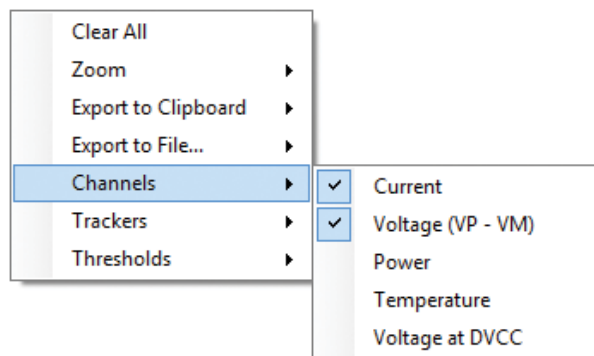 Clear All
Zoom
Export to Clipboard
Export to File...
Channels
Trackers
Thresholds
Current
Voltage (VP - VM)
Power
Temperature
Voltage at DVCC